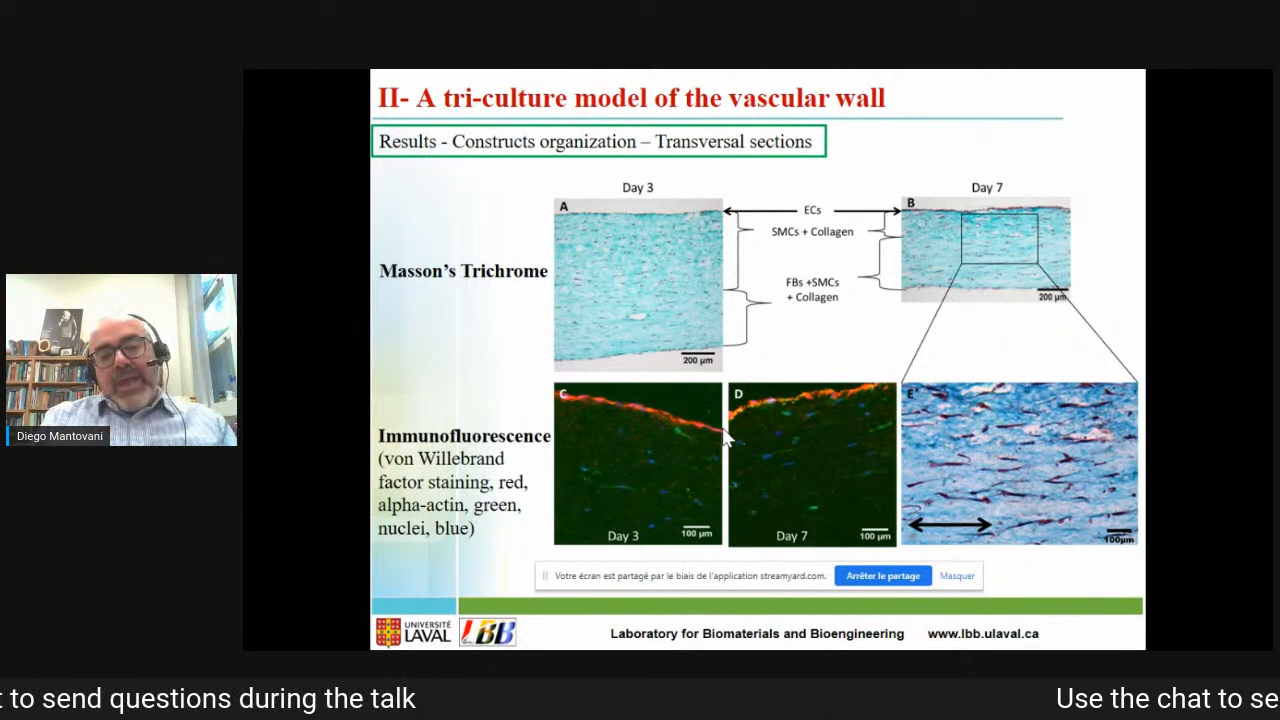 II- A tri-culture model of the vascular wall
Results - Constructs organization – Transversal sections
Day 3
Day 7
A
B
ECs
SMCs + Collagen
FBs +SMCs
+ Collagen
Masson's Trichrome
200 µm
200 µm
Immunofluorescence
(von Willebrand
factor staining, red,
alpha-actin, green,
nuclei, blue)
C
D
E
Day 3
100 µm
Day 7
100 µm
100µm
Diego Mantovani
Votre écran est partagé par le biais de l'application streamyard.com.
Arrêter le partage
Masquer
UNIVERSITÉ
LAVAL
LBB
Laboratory for Biomaterials and Bioengineering www.lbb.ulaval.ca
t to send questions during the talk
Use the chat to se